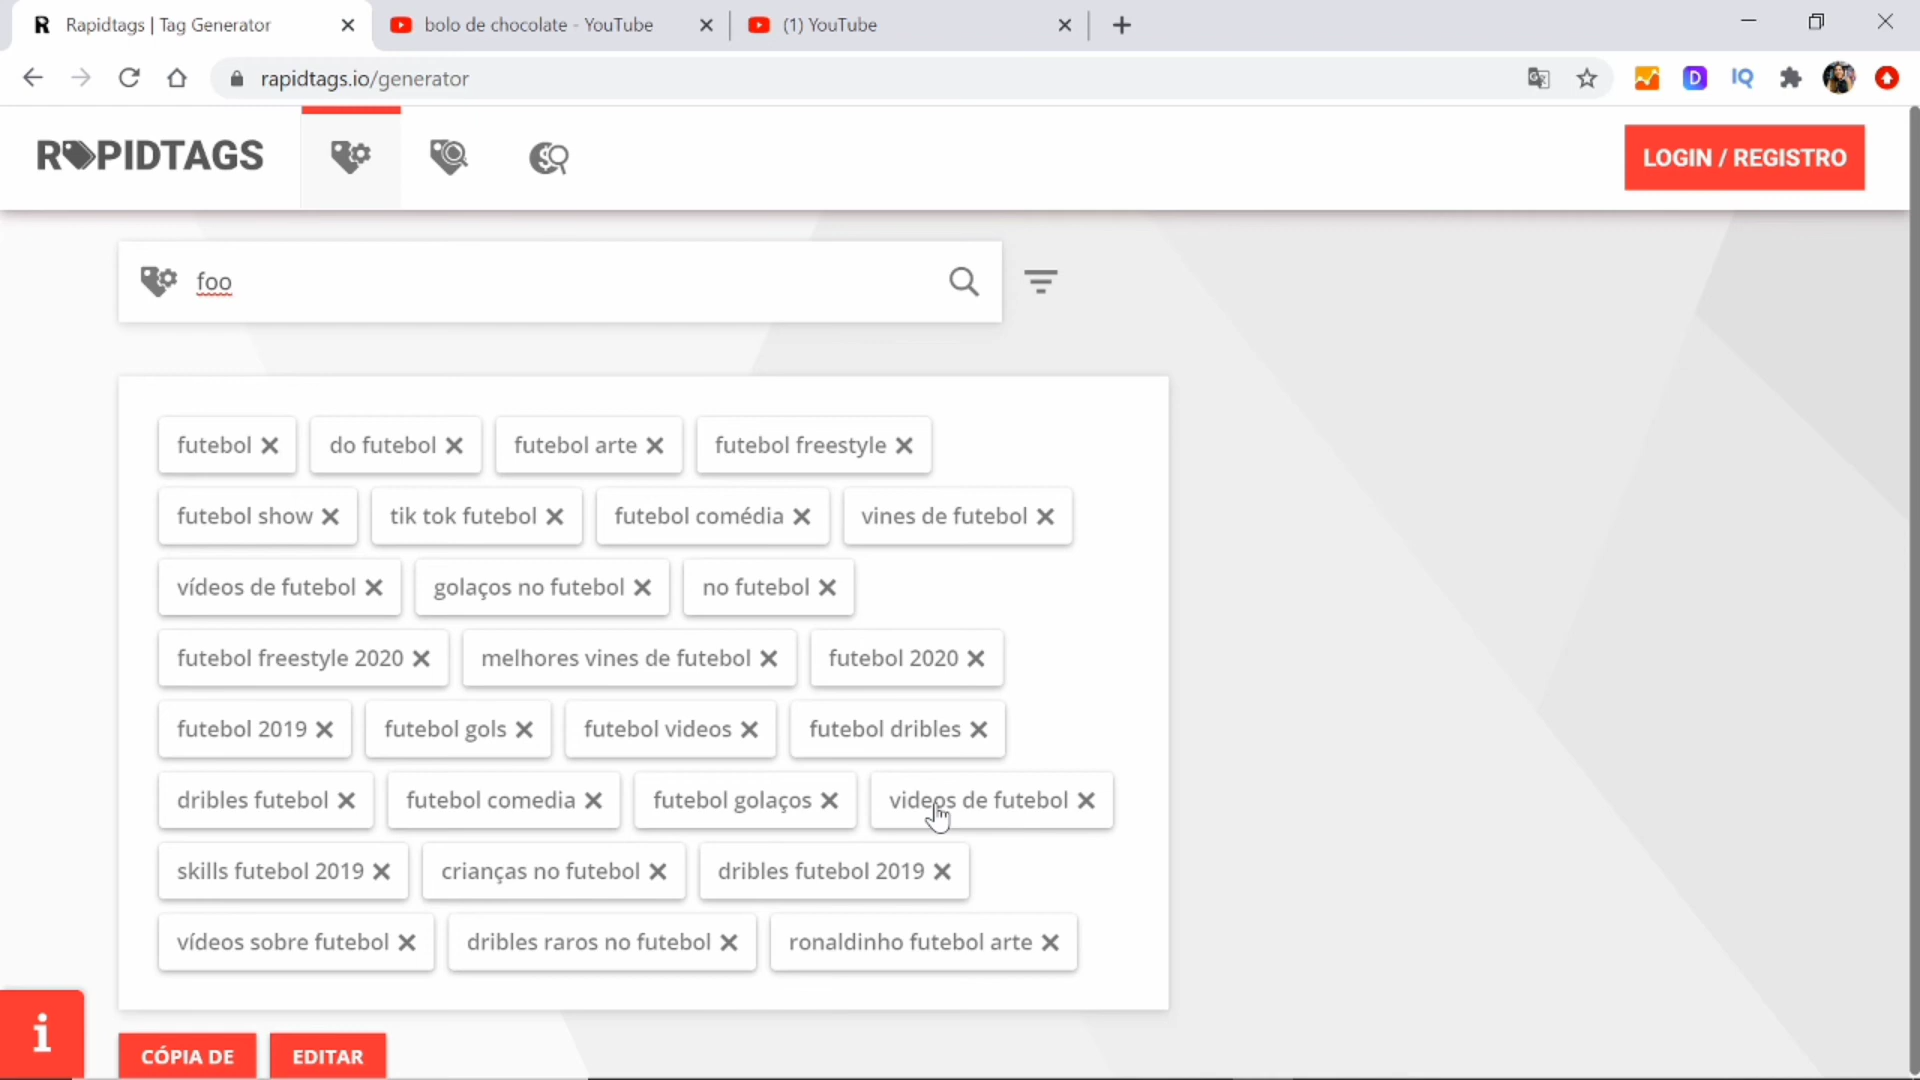 Rapidtags | Tag Generator bolo de chocolate - YouTube (1) YouTube
rapidtags.io/generator
RAPIDTAGS LOGIN / REGISTRO
foo
futebol do futebol futebol arte futebol freestyle
futebol show tik tok futebol futebol comédia vines de futebol
vídeos de futebol golaços no futebol no futebol
futebol freestyle 2020 melhores vines de futebol futebol 2020
futebol 2019 futebol gols futebol videos futebol dribles
dribles futebol futebol comedia futebol golaços videos de futebol
skills futebol 2019 crianças no futebol dribles futebol 2019
vídeos sobre futebol dribles raros no futebol ronaldinho futebol arte
CÓPIA DE EDITAR